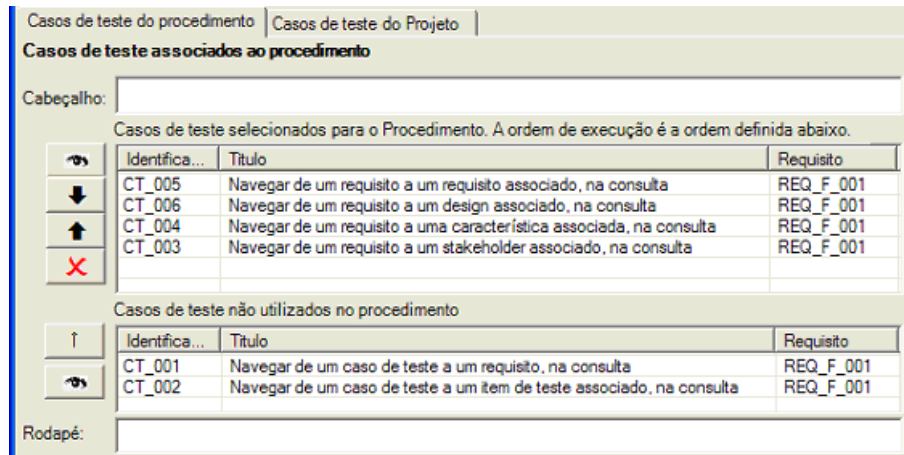 Casos de teste do procedimento Casos de teste do Projeto
Casos de teste associados ao procedimento
Cabeçalho:
Casos de teste selecionados para o Procedimento. A ordem de execução é a ordem definida abaixo.
Identifica... Titulo Requisito
CT_005 Navegar de um requisito a um requisito associado, na consulta REQ_F_001
CT_006 Navegar de um requisito a um design associado, na consulta REQ_F_001
CT_004 Navegar de um requisito a uma característica associada, na consulta REQ_F_001
CT_003 Navegar de um requisito a um stakeholder associado, na consulta REQ_F_001
Casos de teste não utilizados no procedimento
Identifica... Titulo Requisito
CT_001 Navegar de um caso de teste a um requisito, na consulta REQ_F_001
CT_002 Navegar de um caso de teste a um item de teste associado, na consulta REQ_F_001
Rodapé: